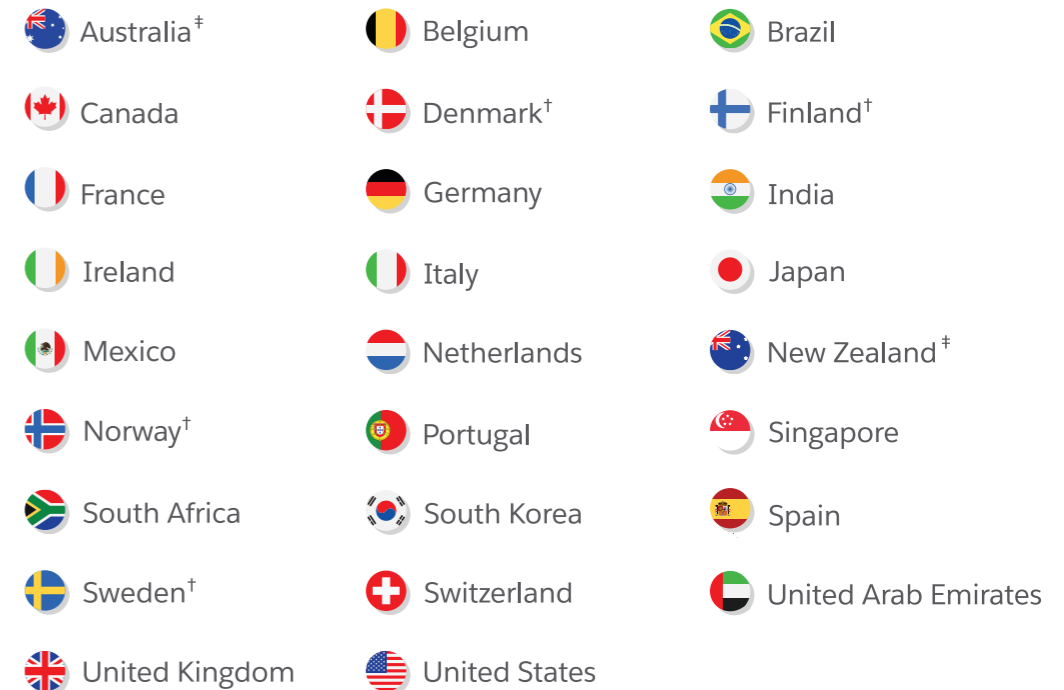 Australia‡ Belgium Brazil
Canada Denmark† Finland†
France Germany India
Ireland Italy Japan
Mexico Netherlands New Zealand‡
Norway† Portugal Singapore
South Africa South Korea Spain
Sweden† Switzerland United Arab Emirates
United Kingdom United States